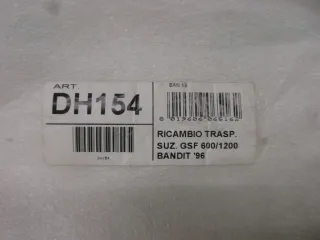 ART.
DH154
RICAMBIO TRASP.
SUZ. GSF 600/1200
BANDIT '96